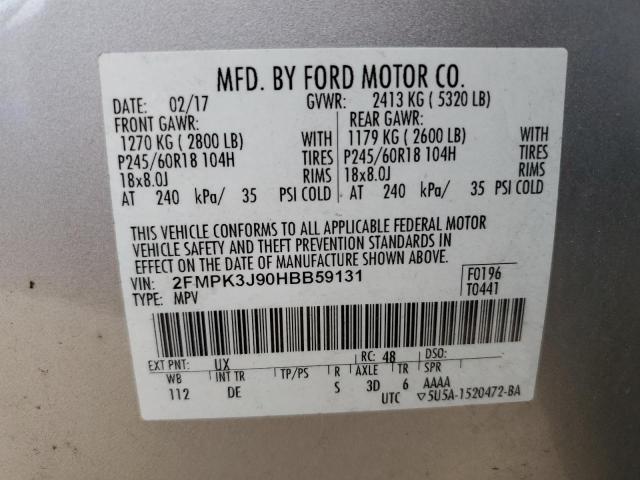 MFD. BY FORD MOTOR CO.
DATE: 02/17 GVWR: 2413 KG ( 5320 LB)
FRONT GAWR: REAR GAWR:
1270 KG ( 2800 LB) WITH 1179 KG ( 2600 LB) WITH
P245/60R18 104H TIRES P245/60R18 104H TIRES
18x8.0J RIMS 18x8.0J RIMS
AT 240 kPa/ 35 PSI COLD AT 240 kPa/ 35 PSI COLD
THIS VEHICLE CONFORMS TO ALL APPLICABLE FEDERAL MOTOR
VEHICLE SAFETY AND THEFT PREVENTION STANDARDS IN
EFFECT ON THE DATE OF MANUFACTURE SHOWN ABOVE.
VIN: 2FMPK3J90HBB59131 F0196
TYPE: MPV T0441
EXT PNT: UX RC: 48 DSO:
WB INT TR TP/PS R AXLE TR SPR
112 DE S 3D 6 AAAA
UTC ▽5U5A-1520472-BA